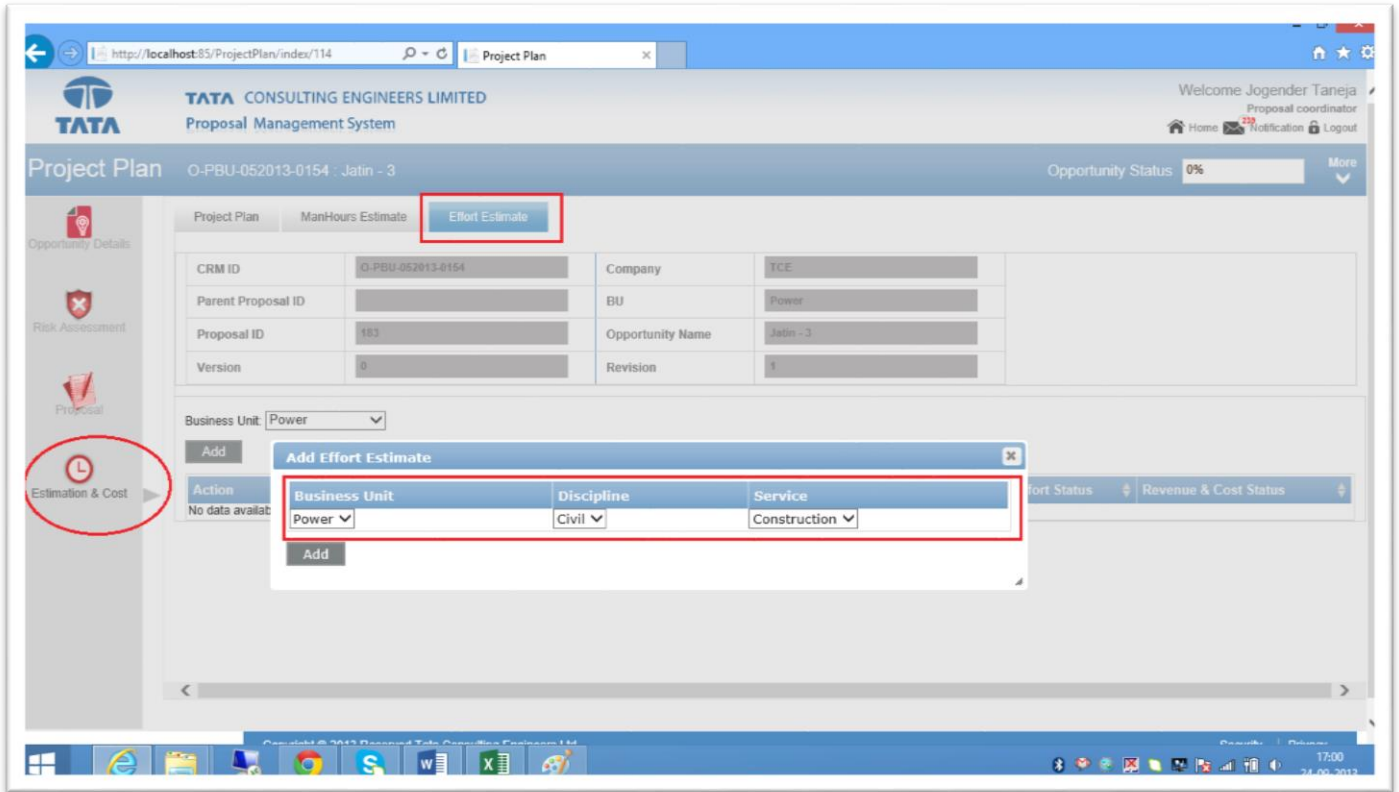 http://localhost:85/ProjectPlan/index/114
Project Plan
TATA
TATA CONSULTING ENGINEERS LIMITED
Proposal Management System
Welcome Jogender Taneja
Proposal coordinator
Home Notification Logout
Project Plan O-PBU-052013-0154 : Jatin - 3 Opportunity Status 0% More
Opportunity Details
Risk Assessment
Proposal
Estimation & Cost
Project Plan ManHours Estimate Effort Estimate
CRM ID O-PBU-052013-0154 Company TCE
Parent Proposal ID BU Power
Proposal ID 183 Opportunity Name Jatin - 3
Version 0 Revision 1
Business Unit: Power
Add
Add Effort Estimate
Action Status Revenue & Cost Status
No data
Business Unit Discipline Service
Power Civil Construction
Add
17:00
24-09-2013